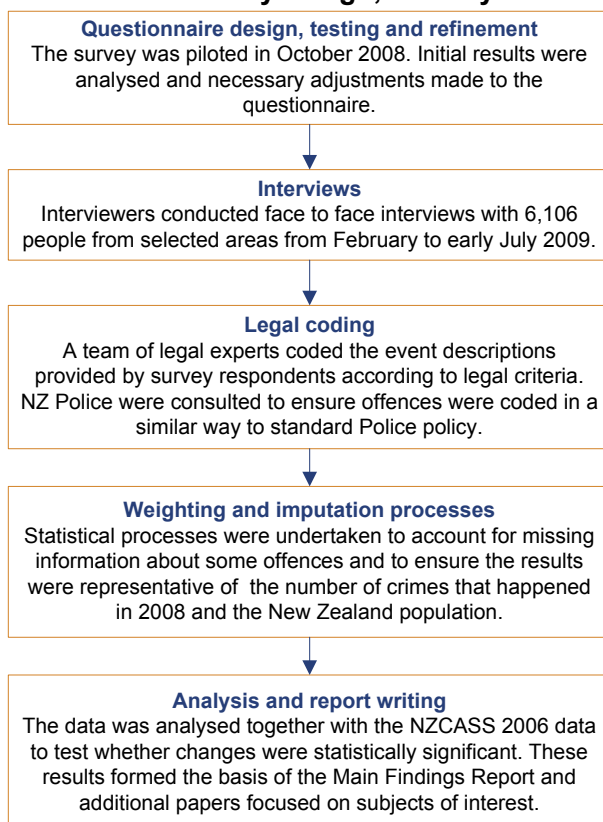 Questionnaire design, testing and refinement
The survey was piloted in October 2008. Initial results were
analysed and necessary adjustments made to the
questionnaire.
Interviews
Interviewers conducted face to face interviews with 6,106
people from selected areas from February to early July 2009.
Legal coding
A team of legal experts coded the event descriptions
provided by survey respondents according to legal criteria.
NZ Police were consulted to ensure offences were coded in a
similar way to standard Police policy.
Weighting and imputation processes
Statistical processes were undertaken to account for missing
information about some offences and to ensure the results
were representative of the number of crimes that happened
in 2008 and the New Zealand population.
Analysis and report writing
The data was analysed together with the NZCASS 2006 data
to test whether changes were statistically significant. These
results formed the basis of the Main Findings Report and
additional papers focused on subjects of interest.